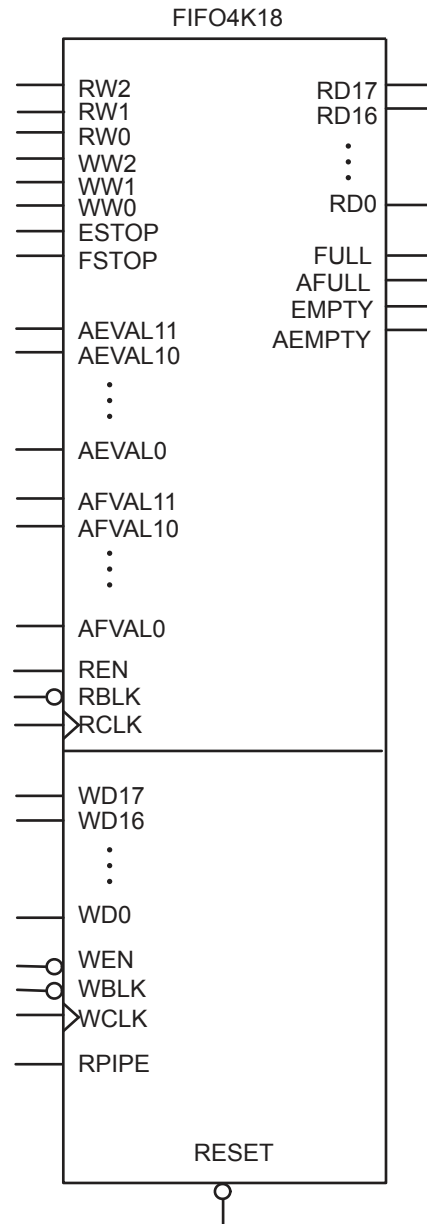 FIFO4K18
RW2
RW1
RW0
WW2
WW1
WW0
ESTOP
FSTOP
AEVAL11
AEVAL10
AEVAL0
AFVAL11
AFVAL10
AFVAL0
REN
RBLK
RCLK
WD17
WD16
WD0
WEN
WBLK
WCLK
RPIPE
RD17
RD16
RD0
FULL
AFULL
EMPTY
AEMPTY
RESET